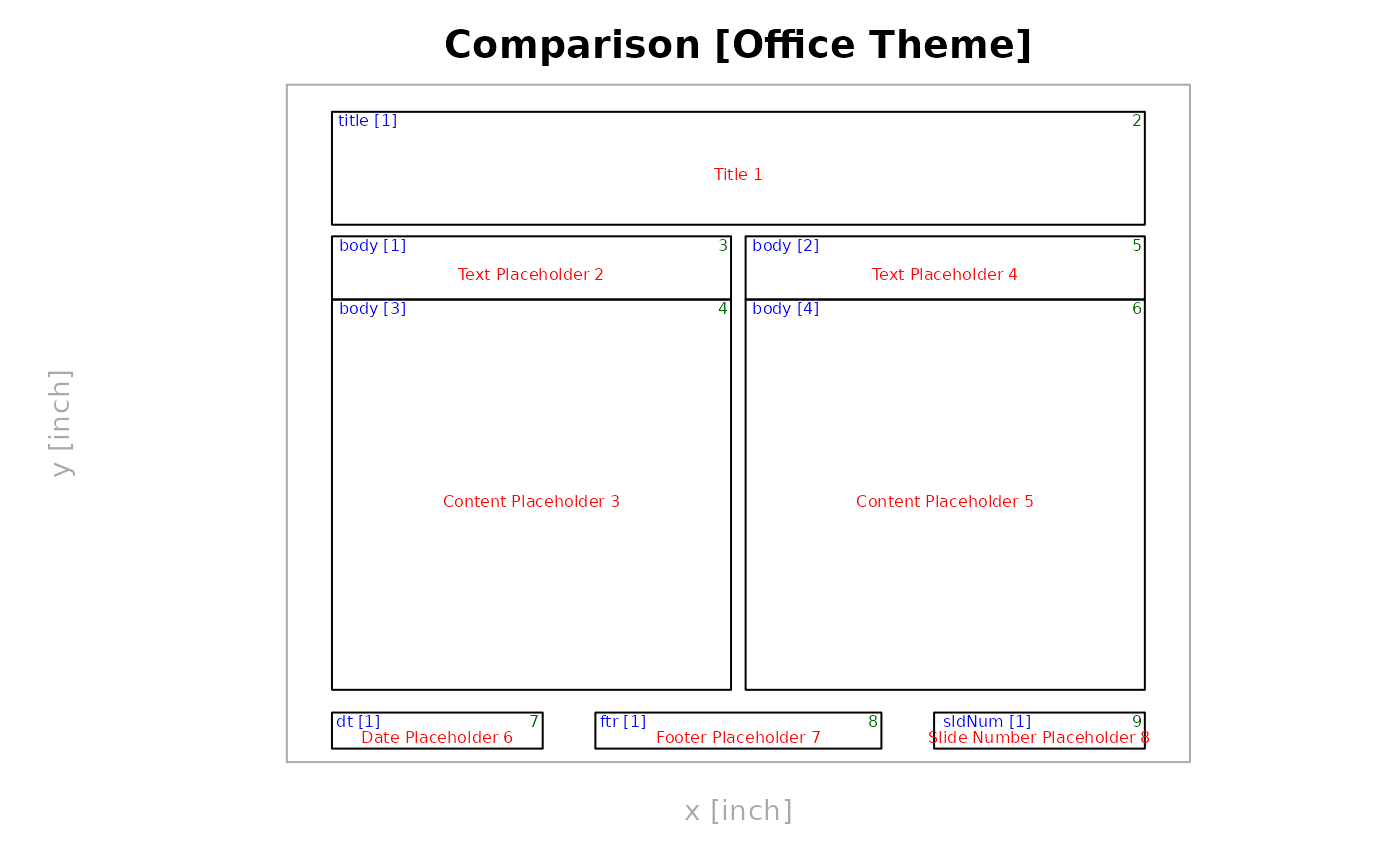 Comparison [Office Theme]
title [1] 2
Title 1
body [1] 3
Text Placeholder 2
body [2] 5
Text Placeholder 4
body [3] 4
Content Placeholder 3
body [4] 6
Content Placeholder 5
dt [1] 7
Date Placeholder 6
ftr [1] 8
Footer Placeholder 7
sldNum [1] 9
Slide Number Placeholder 8
y [inch]
x [inch]